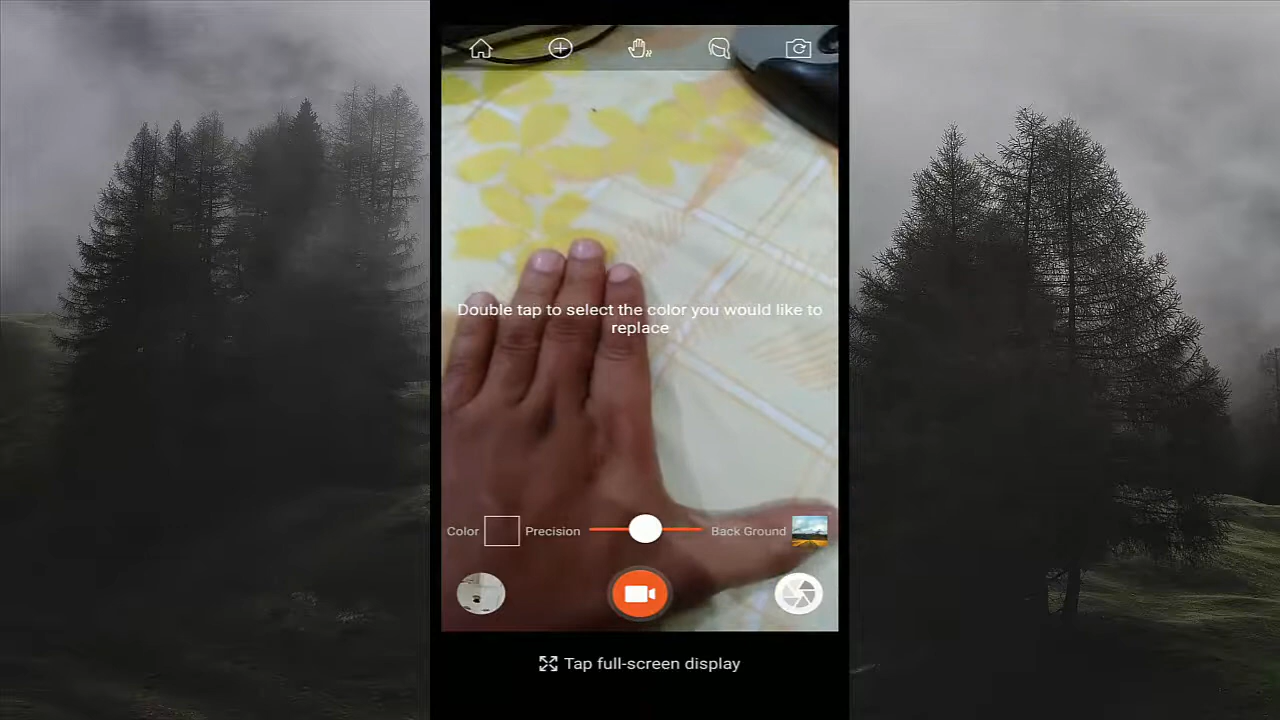 Double tap to select the color you would like to
replace
Color Precision Back Ground
Tap full-screen display